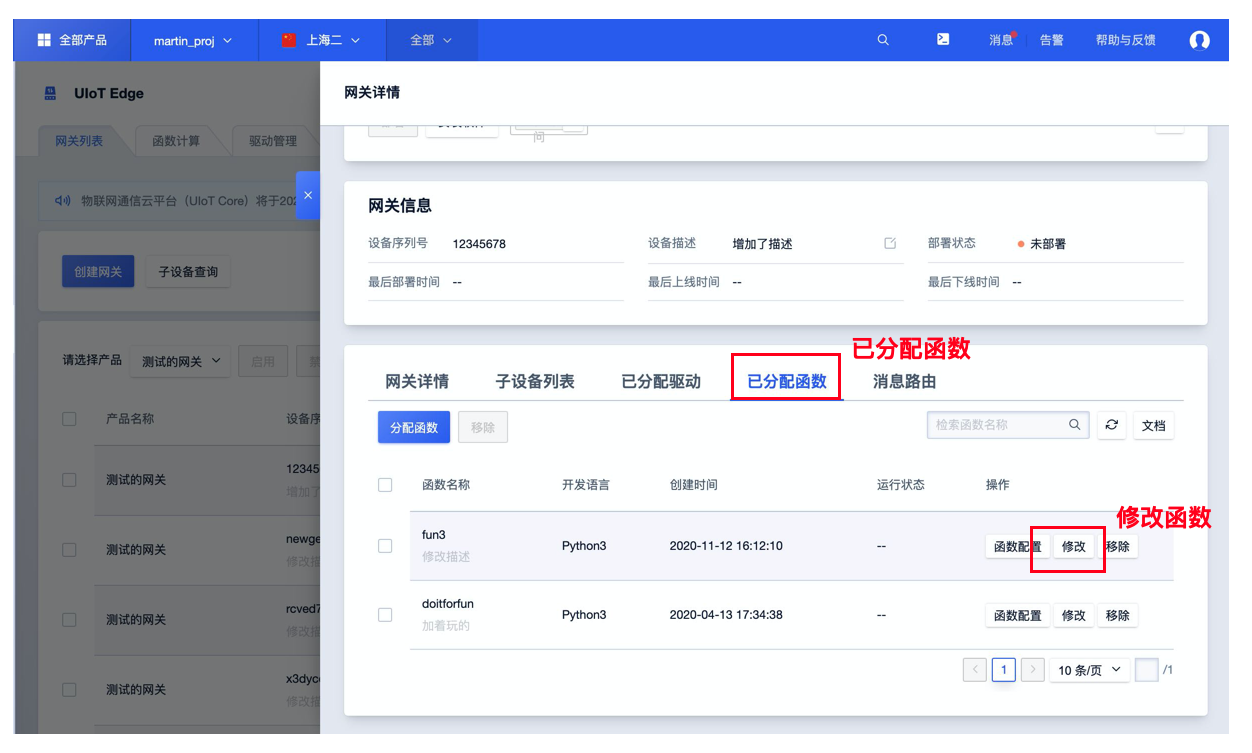 全部产品 martin_proj 上海二 全部 消息 告警 帮助与反馈
UIoT Edge
网关详情
网关列表 函数计算 驱动管理
问
物联网通信云平台（UIoT Core）将于202
网关信息
设备序列号 12345678 设备描述 增加了描述 部署状态 未部署
最后部署时间 -- 最后上线时间 -- 最后下线时间 --
创建网关 子设备查询
请选择产品 测试的网关 启用 禁
已分配函数
网关详情 子设备列表 已分配驱动 已分配函数 消息路由
分配函数 移除 检索函数名称 文档
产品名称 设备序
函数名称 开发语言 创建时间 运行状态 操作
修改函数
测试的网关 12345
增加了
fun3 Python3 2020-11-12 16:12:10 -- 函数配置 修改 移除
修改描述
测试的网关 newge
修改描
doitforfun Python3 2020-04-13 17:34:38 -- 函数配置 修改 移除
加着玩的
测试的网关 rcved7
修改描
1 10 条/页 /1
测试的网关 x3dyc
修改描